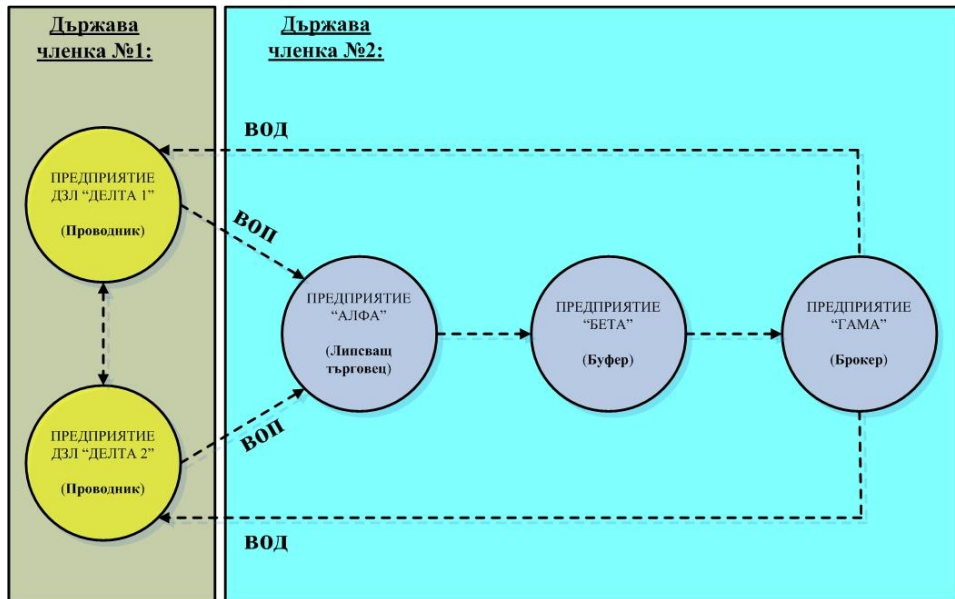 Държава
членка №1:
Държава
членка №2:
ВОД
ПРЕДПРИЯТИЕ
ДЗЛ “ДЕЛТА 1”
(Проводник)
ВОП
ПРЕДПРИЯТИЕ
“АЛФА”
(Липсващ
търговец)
ПРЕДПРИЯТИЕ
“БЕТА”
(Буфер)
ПРЕДПРИЯТИЕ
“ГАМА”
(Брокер)
ВОП
ПРЕДПРИЯТИЕ
ДЗЛ “ДЕЛТА 2”
(Проводник)
ВОД